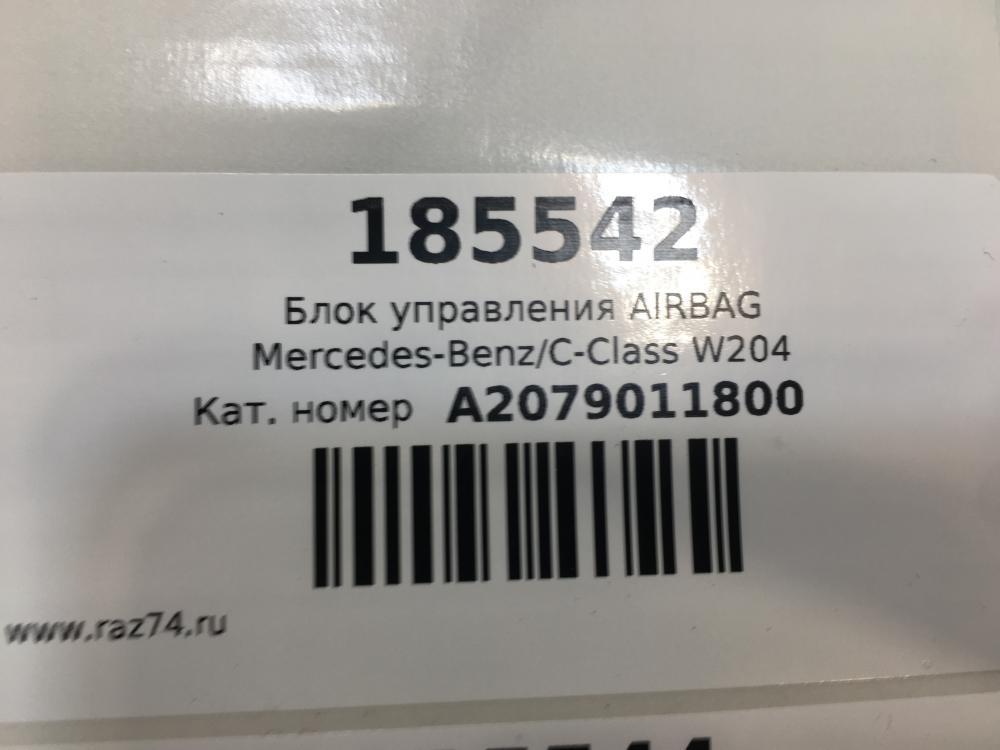 185542
Блок управления AIRBAG
Mercedes-Benz/C-Class W204
Кат. номер A2079011800
www.raz74.ru